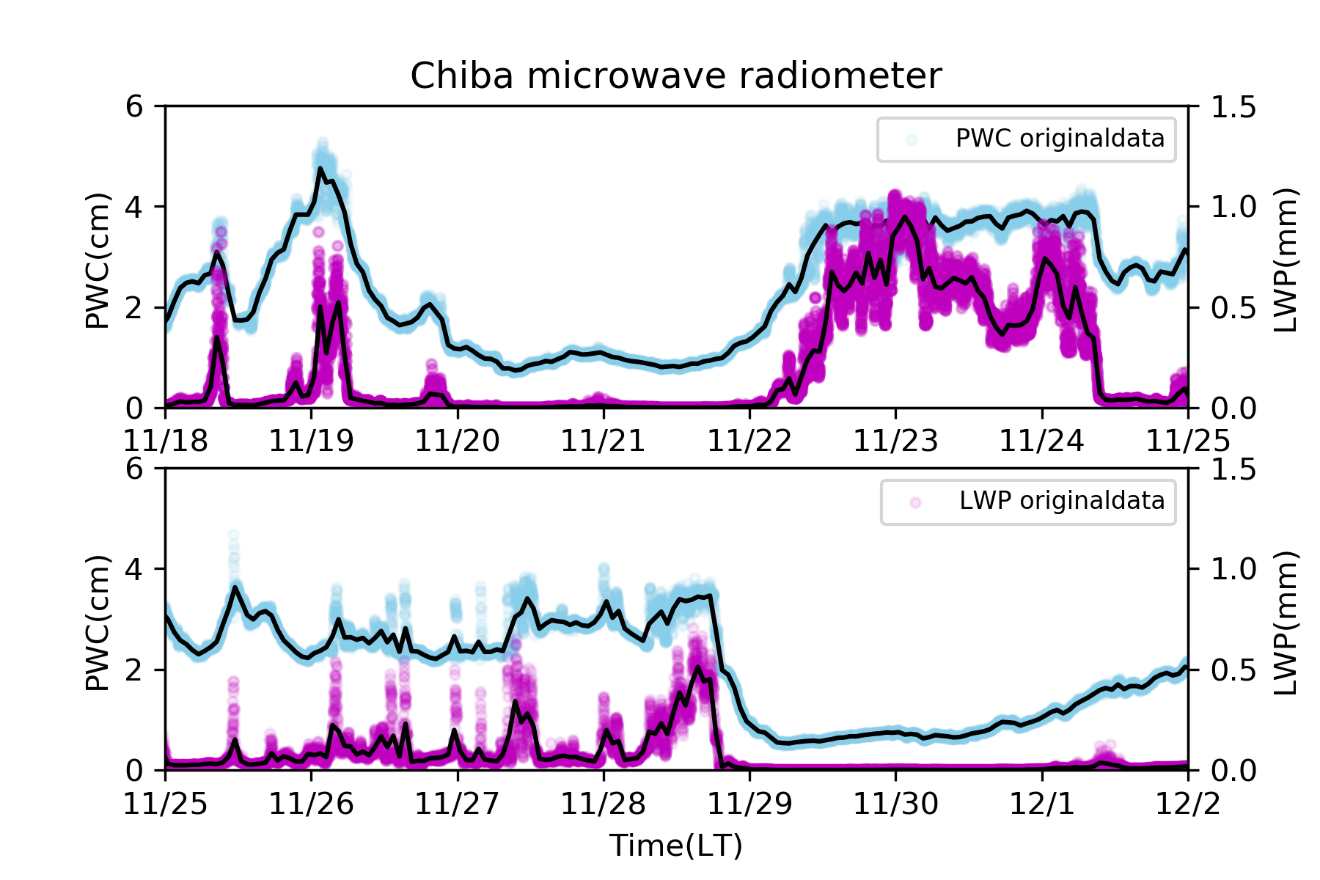 Chiba microwave radiometer
6
4
2
0
PWC(cm)
1.5
1.0
0.5
0.0
LWP(mm)
PWC originaldata
11/18 11/19 11/20 11/21 11/22 11/23 11/24 11/25
6
4
2
0
PWC(cm)
1.5
1.0
0.5
0.0
LWP(mm)
LWP originaldata
11/25 11/26 11/27 11/28 11/29 11/30 12/1 12/2
Time(LT)